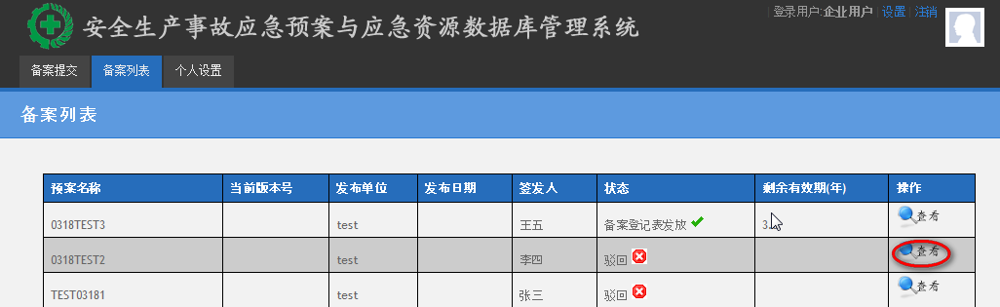 登录用户:企业用户 | 设置 | 注销
安全生产事故应急预案与应急资源数据库管理系统
备案提交 备案列表 个人设置
备案列表
预案名称 当前版本号 发布单位 发布日期 签发人 状态 剩余有效期(年) 操作
0318TEST3 test 王五 备案登记表发放 查看
0318TEST2 test 李四 驳回 查看
TEST03181 test 张三 驳回 查看